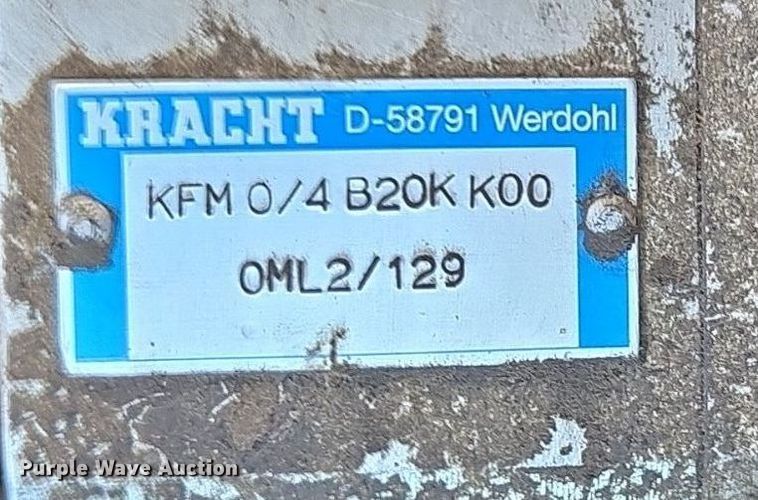 KRACHT D-58791 Werdohl
KFM 0/4 B20K K00
OML2/129
Purple Wave Auction